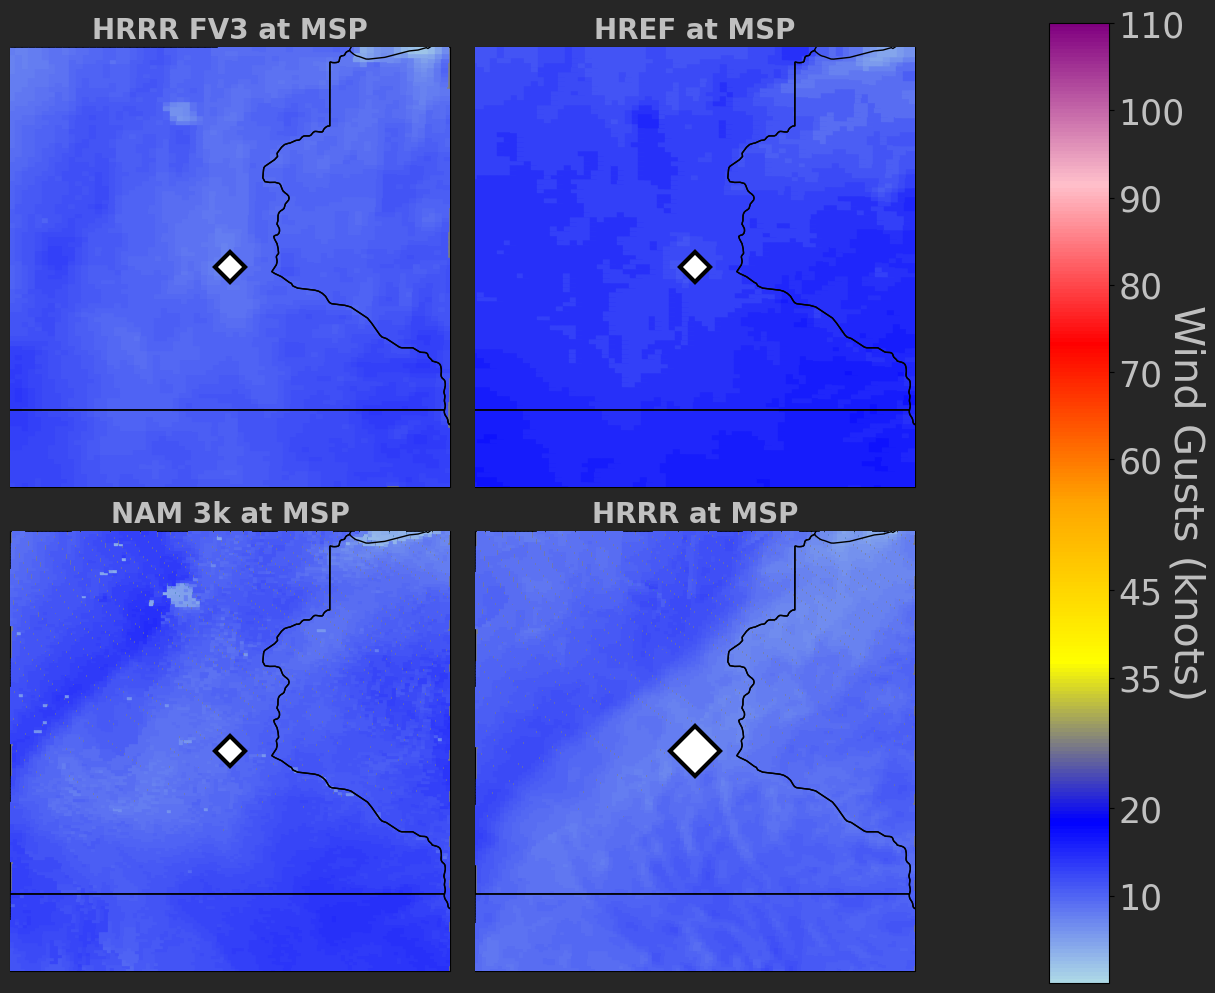 HRRR FV3 at MSP
HREF at MSP
NAM 3k at MSP
HRRR at MSP
110
100
90
80
70
60
45
35
20
10
Wind Gusts (knots)